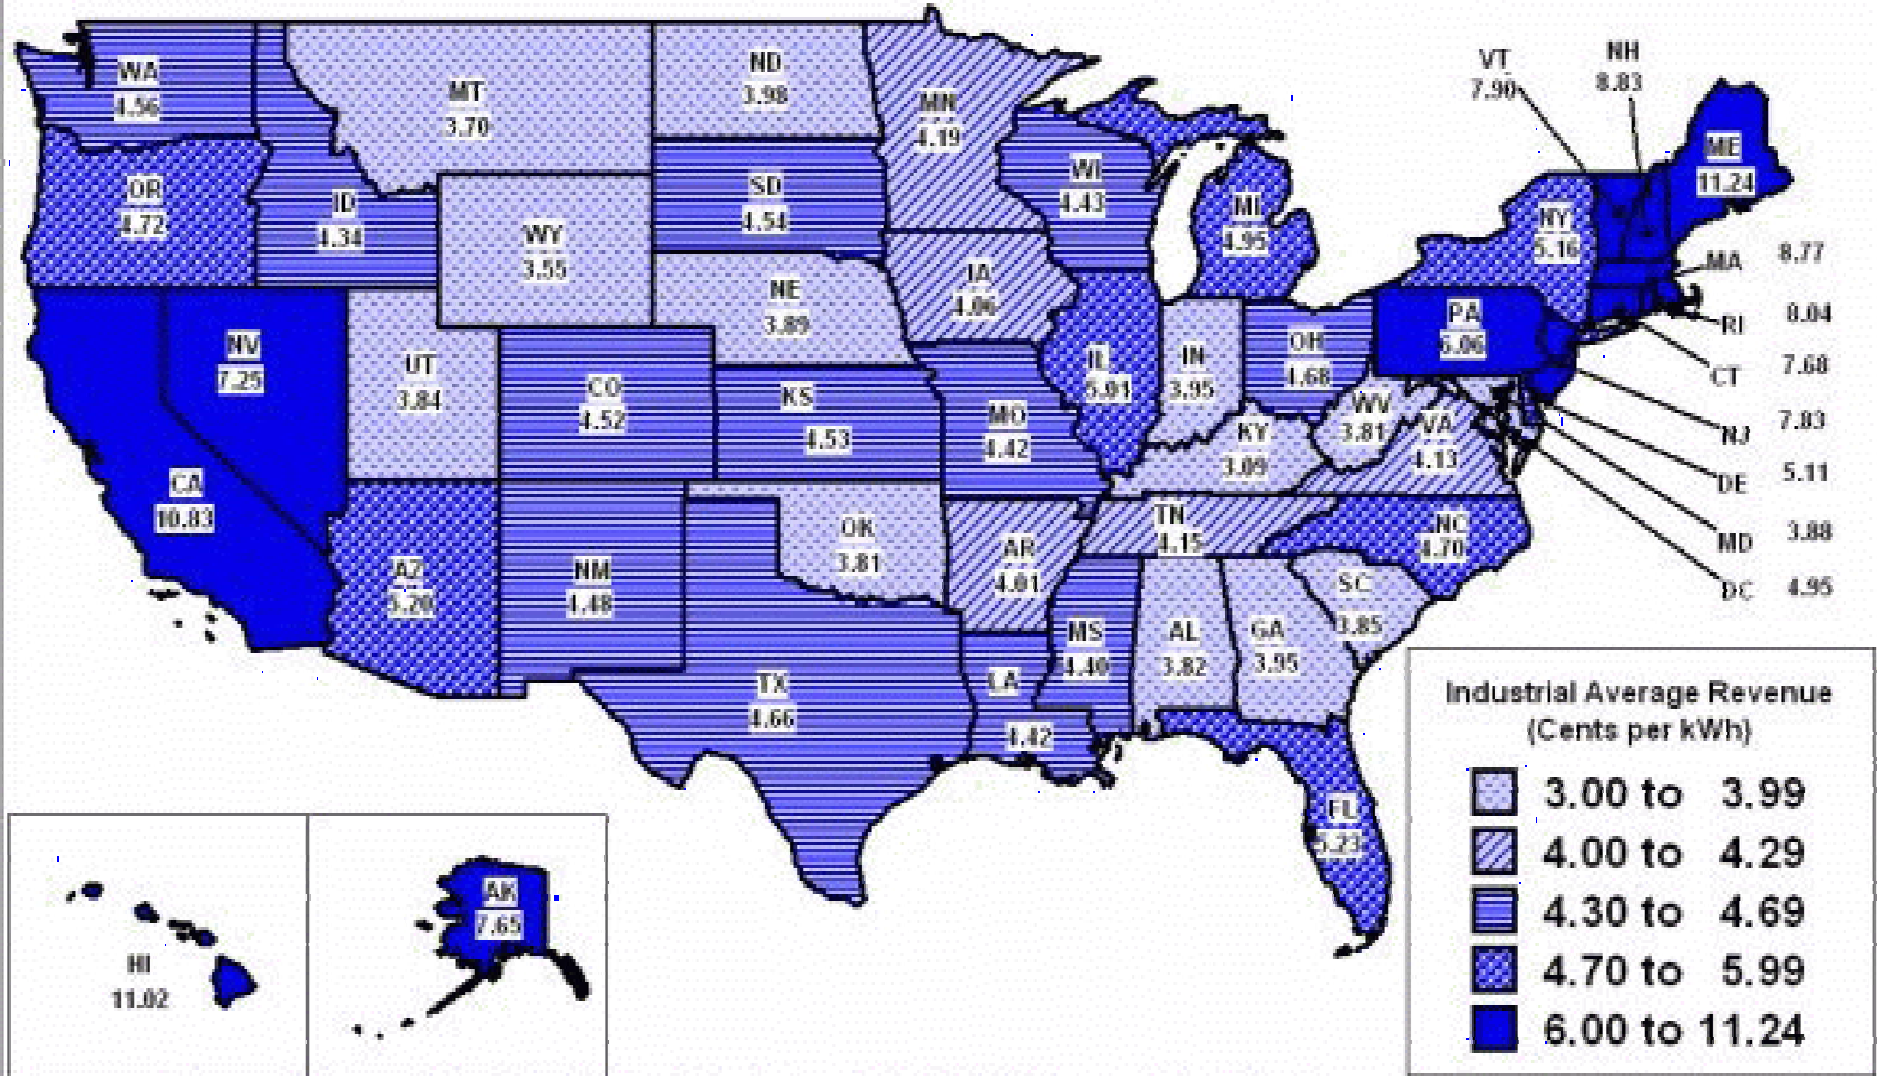 WA
4.56
OR
4.72
CA
10.83
NV
7.25
ID
4.34
MT
3.70
WY
3.55
UT
3.84
AZ
5.20
CO
4.52
NM
4.48
ND
3.98
SD
4.54
NE
3.89
KS
4.53
OK
3.81
TX
4.66
MN
4.19
IA
4.06
MO
4.42
AR
4.01
LA
4.42
WI
4.43
IL
5.01
MI
4.95
IN
3.95
OH
4.68
KY
3.09
TN
4.15
MS
4.40
AL
3.82
GA
3.95
FL
5.23
SC
3.85
NC
4.70
VA
4.13
WV
3.81
PA
6.06
NY
5.16
VT
7.90
NH
8.83
ME
11.24
MA 8.77
RI 8.04
CT 7.68
NJ 7.83
DE 5.11
MD 3.88
DC 4.95
HI
11.02
AK
7.65
Industrial Average Revenue
(Cents per kWh)
3.00 to 3.99
4.00 to 4.29
4.30 to 4.69
4.70 to 5.99
6.00 to 11.24